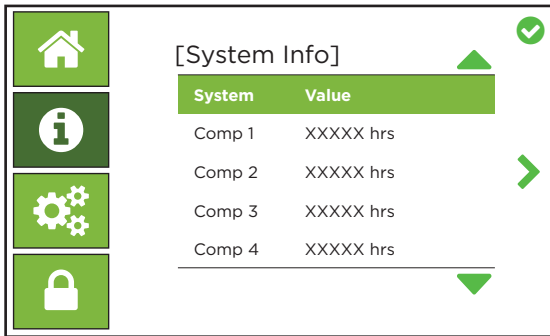 [System Info]
System Value
Comp 1 XXXXX hrs
Comp 2 XXXXX hrs
Comp 3 XXXXX hrs
Comp 4 XXXXX hrs